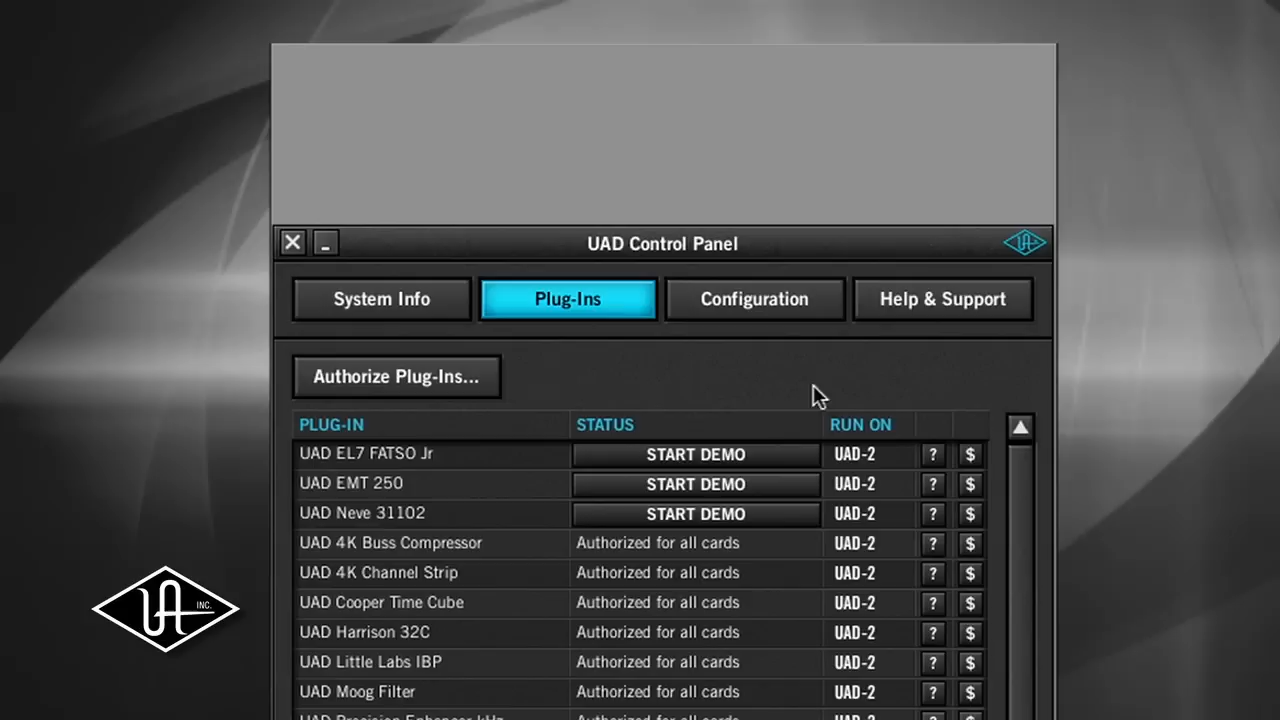 UAD Control Panel
System Info Plug-Ins Configuration Help & Support
Authorize Plug-Ins...
PLUG-IN STATUS RUN ON
UAD EL7 FATSO Jr START DEMO UAD-2 ? $
UAD EMT 250 START DEMO UAD-2 ? $
UAD Neve 31102 START DEMO UAD-2 ? $
UAD 4K Buss Compressor Authorized for all cards UAD-2 ? $
UAD 4K Channel Strip Authorized for all cards UAD-2 ? $
UAD Cooper Time Cube Authorized for all cards UAD-2 ? $
UAD Harrison 32C Authorized for all cards UAD-2 ? $
UAD Little Labs IBP Authorized for all cards UAD-2 ? $
UAD Moog Filter Authorized for all cards UAD-2 ? $
UAD Precision Enhancer kHz
UA INC.